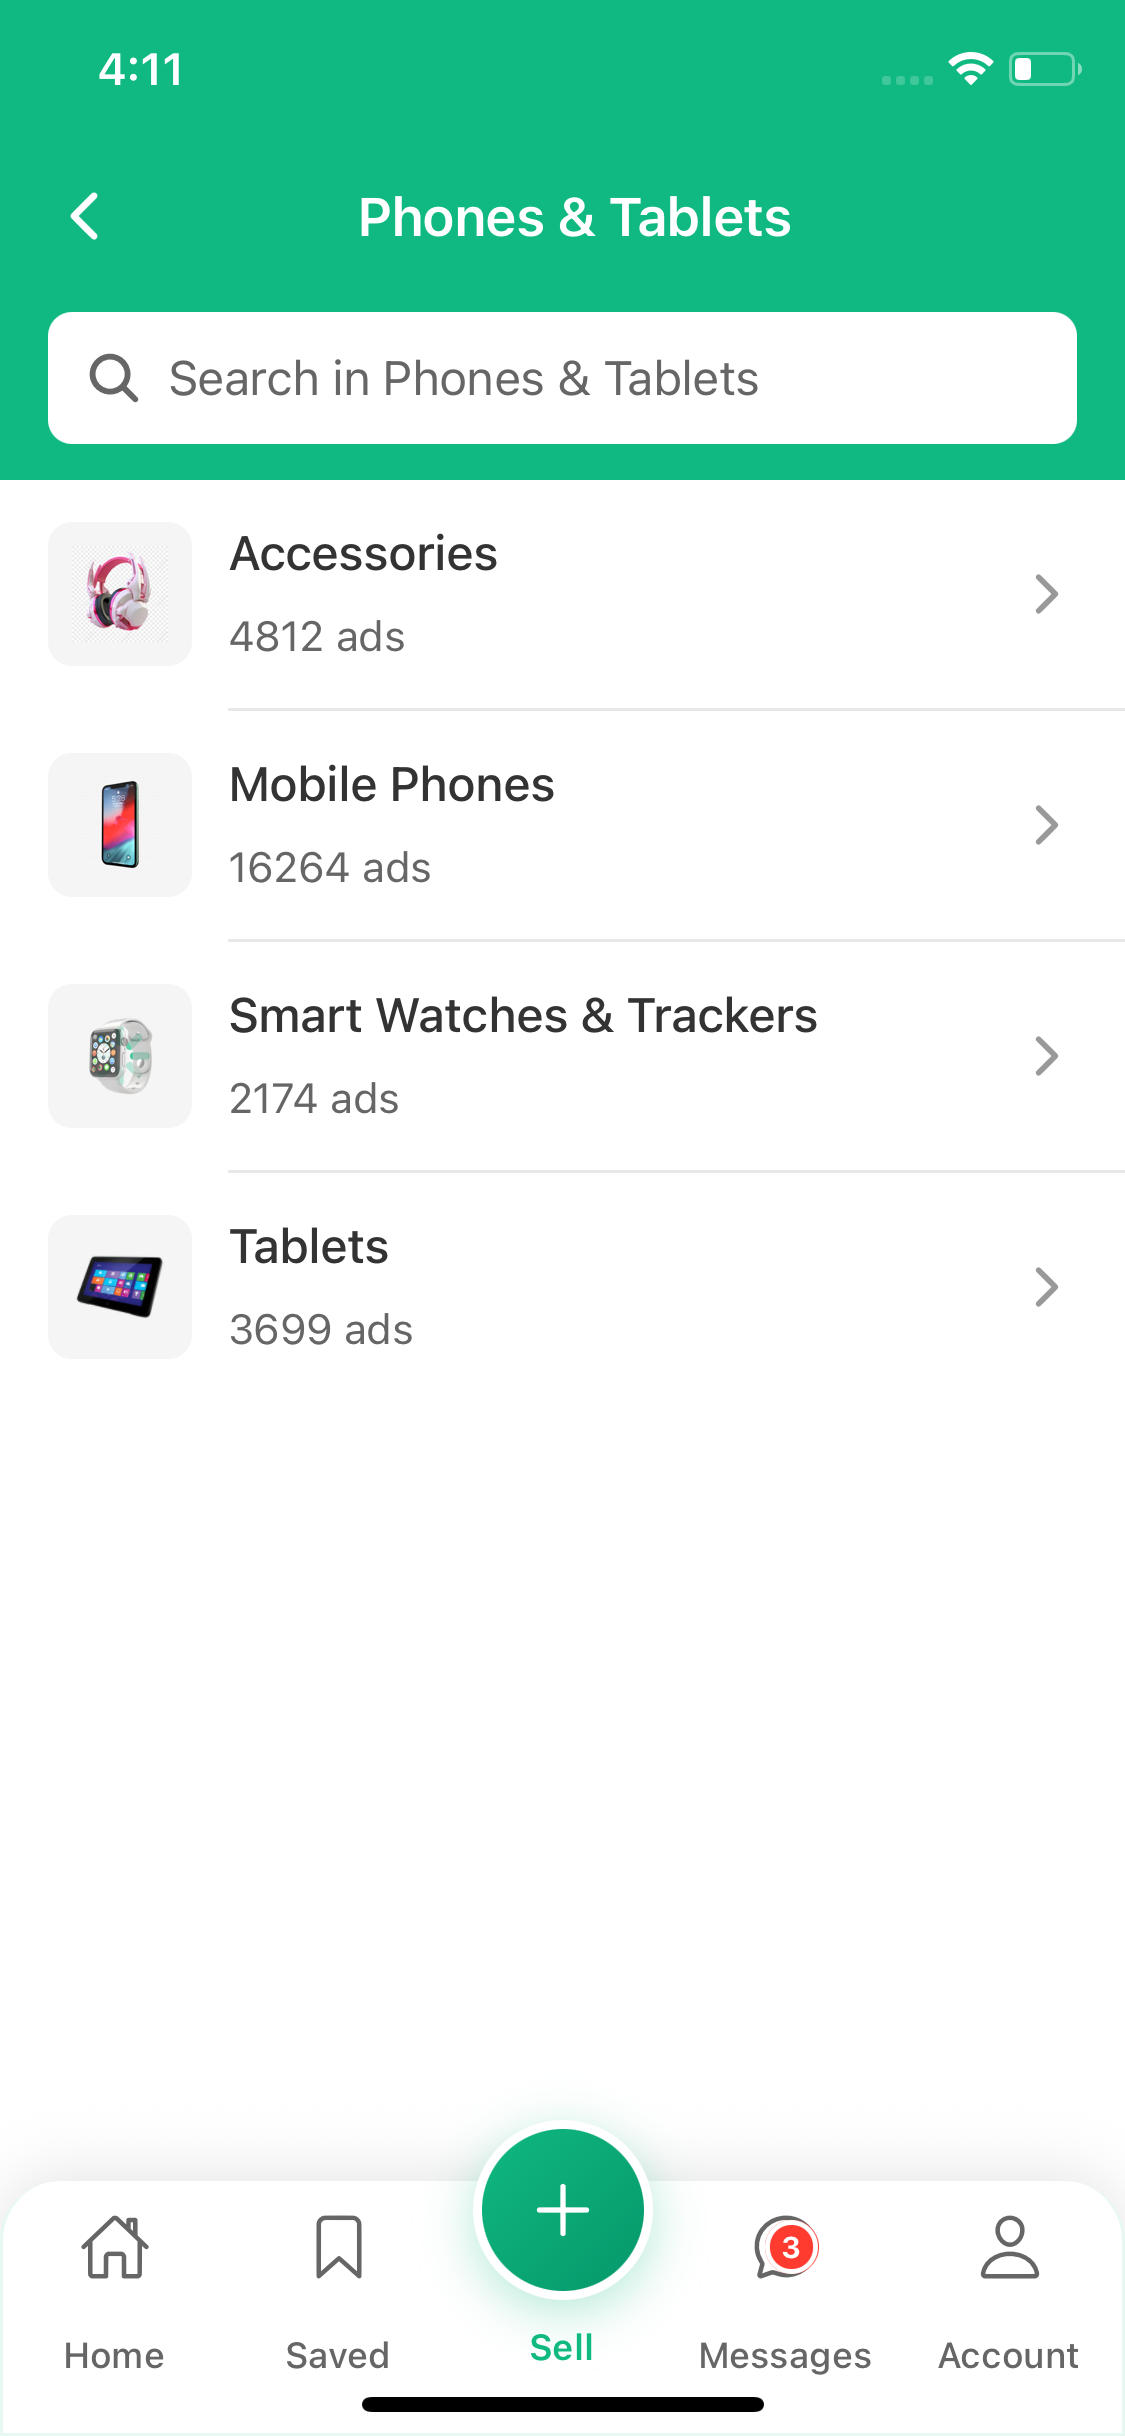 4:11
Phones & Tablets
Search in Phones & Tablets
Accessories
4812 ads
Mobile Phones
16264 ads
Smart Watches & Trackers
2174 ads
Tablets
3699 ads
3
Home
Saved
Sell
Messages
Account